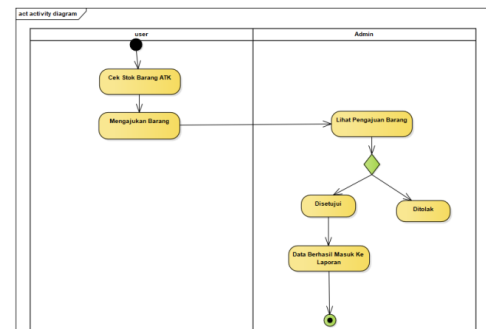 act activity diagram
user
Admin
Cek Stok Barang ATK
Mengajukan Barang
Lihat Pengajuan Barang
Disetujui
Ditolak
Data Berhasil Masuk Ke
Laporan